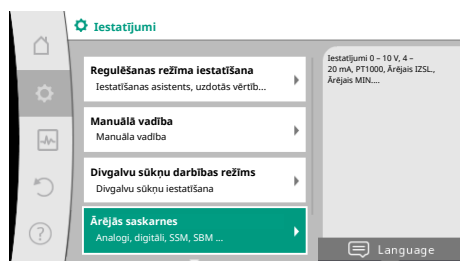 Iestatījumi
Regulēšanas režīma iestatīšana
Iestatīšanas asistents, uzdotās vērtīb...
Manuālā vadība
Manuāla vadība
Divgalvu sūkņu darbības režīms
Divgalvu sūkņu iestatīšana
Ārējās saskarnes
Analogi, digitāli, SSM, SBM ...
Iestatījumi 0 – 10 V, 4 –
20 mA, PT1000, Ārējais IZSL.,
Ārējais MIN....
Language